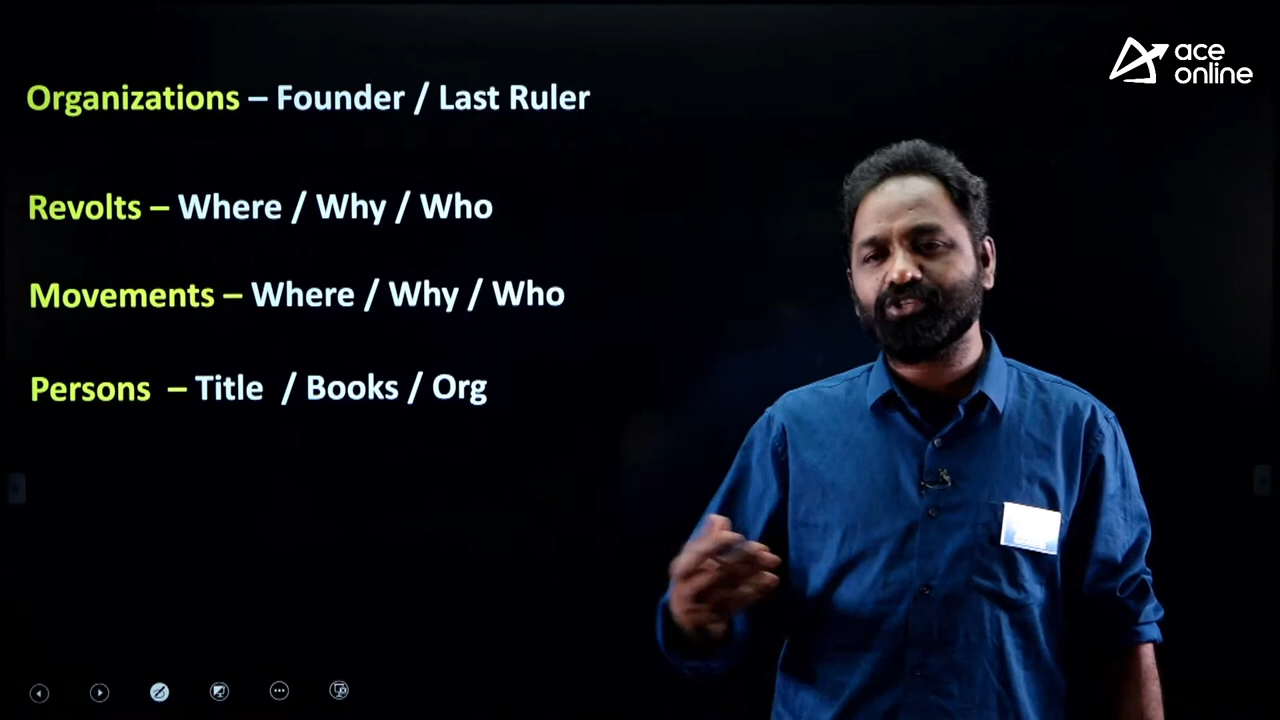 ace
online
Organizations – Founder / Last Ruler
Revolts – Where / Why / Who
Movements – Where / Why / Who
Persons – Title / Books / Org